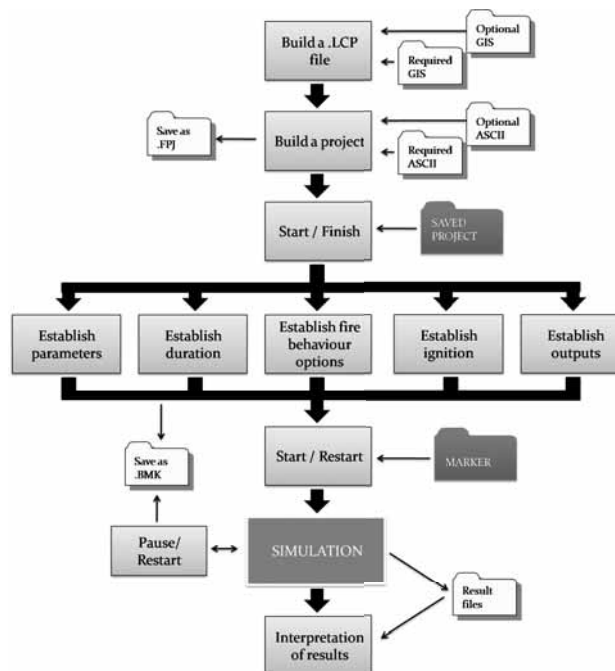 Build a .LCP
file
Optional
GIS
Required
GIS
Save as
.FPJ
Build a project
Optional
ASCII
Required
ASCII
Start / Finish
SAVED
PROJECT
Establish
parameters
Establish
duration
Establish fire
behaviour
options
Establish
ignition
Establish
outputs
Save as
.BMK
Start / Restart
MARKER
Pause/
Restart
SIMULATION
Result
files
Interpretation
of results